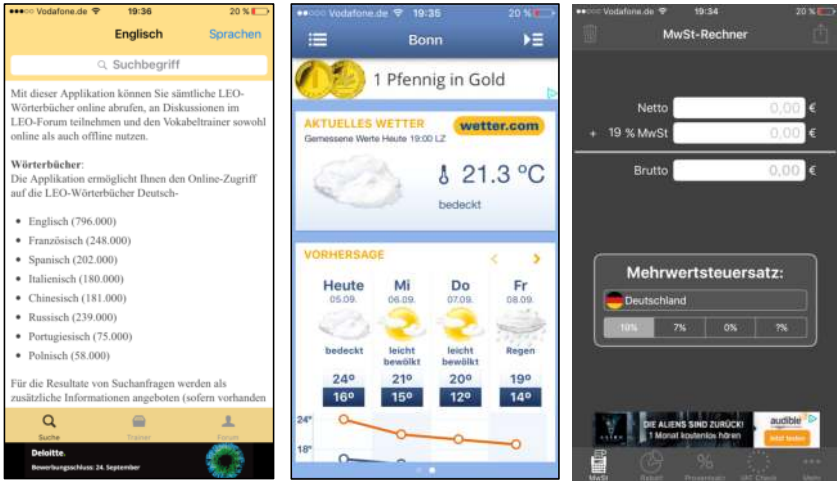 Vodafone.de 19:36 20 %
Englisch Sprachen
Suchbegriff
Mit dieser Applikation können Sie sämtliche LEO-
Wörterbücher online abrufen, an Diskussionen im
LEO-Forum teilnehmen und den Vokabeltrainer sowohl
online als auch offline nutzen.
Wörterbücher:
Die Applikation ermöglicht Ihnen den Online-Zugriff
auf die LEO-Wörterbücher Deutsch-
• Englisch (796.000)
• Französisch (248.000)
• Spanisch (202.000)
• Italienisch (180.000)
• Chinesisch (181.000)
• Russisch (239.000)
• Portugiesisch (75.000)
• Polnisch (58.000)
Für die Resultate von Suchanfragen werden als
zusätzliche Informationen angeboten (sofern vorhanden
Suche Trainer Forum
Deloitte.
Bewerbungsschluss: 24. September
Vodafone.de 19:35 20 %
Bonn
1 Pfennig in Gold
AKTUELLES WETTER wetter.com
Gemessene Werte Heute 19:00 LZ
21.3 °C
bedeckt
VORHERSAGE < >
Heute Mi Do Fr
05.09. 06.09. 07.09. 08.09.
bedeckt leicht bewölkt leicht bewölkt Regen
24° 21° 20° 19°
16° 15° 12° 14°
24°
18°
Vodafone.de 19:34 20 %
MwSt-Rechner
Netto 0,00 €
+ 19 % MwSt 0,00 €
Brutto 0,00 €
Mehrwertsteuersatz:
Deutschland
19% 7% 0% ?%
DIE ALIENS SIND ZURÜCK! audible
1 Monat kostenlos hören Jetzt testen
MwSt Rabatt Prozentsatz Mehr